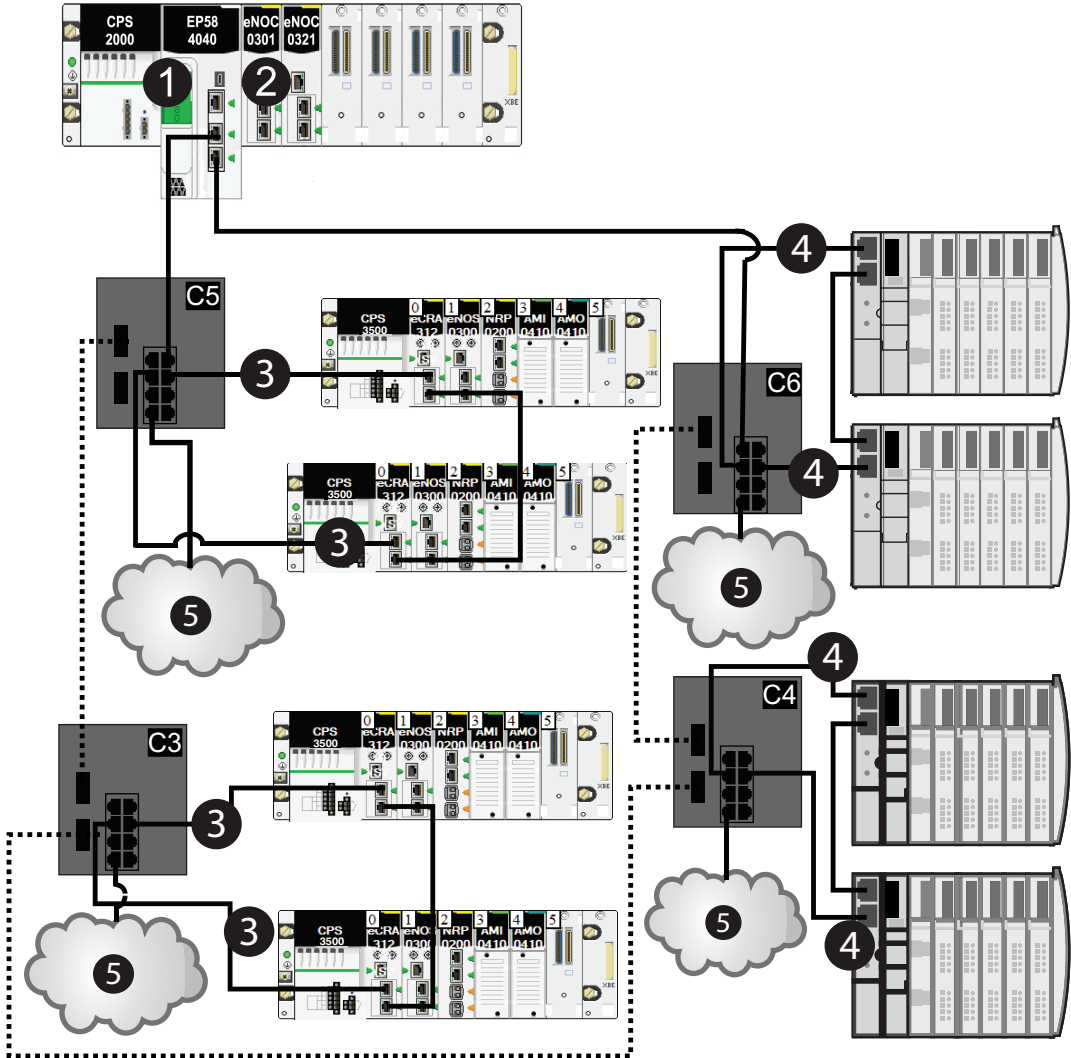 CPS 2000
EP58 4040
eNOC 0301
eNOC 0321
1
2
XBE
C5
4
0 1 2 3 4 5
CPS 3500
eCRA 312
eNOS 0300
NRP 0200
AMI 0410
AMO 0410
XBE
3
C6
4
0 1 2 3 4 5
CPS 3500
eCRA 312
eNOS 0300
NRP 0200
AMI 0410
AMO 0410
XBE
3
5
5
4
C4
C3
0 1 2 3 4 5
CPS 3500
eCRA 312
eNOS 0300
NRP 0200
AMI 0410
AMO 0410
XBE
3
0 1 2 3 4 5
CPS 3500
eCRA 312
eNOS 0300
NRP 0200
AMI 0410
AMO 0410
XBE
3
5
5
4